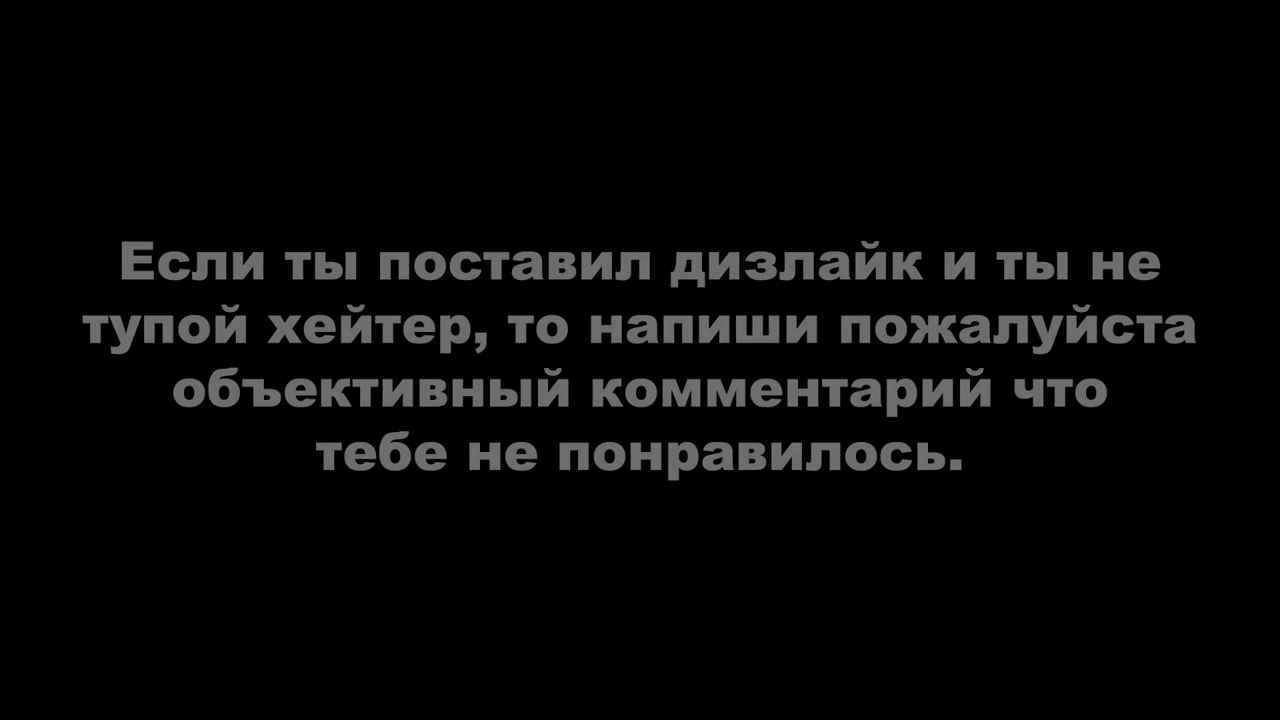 Если ты поставил дизлайк и ты не
тупой хейтер, то напиши пожалуйста
объективный комментарий что
тебе не понравилось.